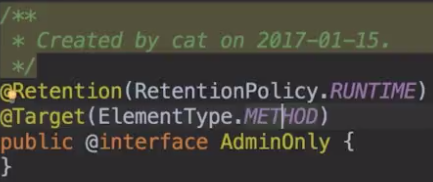 /**
* Created by cat on 2017-01-15.
*/
@Retention(RetentionPolicy.RUNTIME)
@Target(ElementType.METHOD)
public @interface AdminOnly {
}